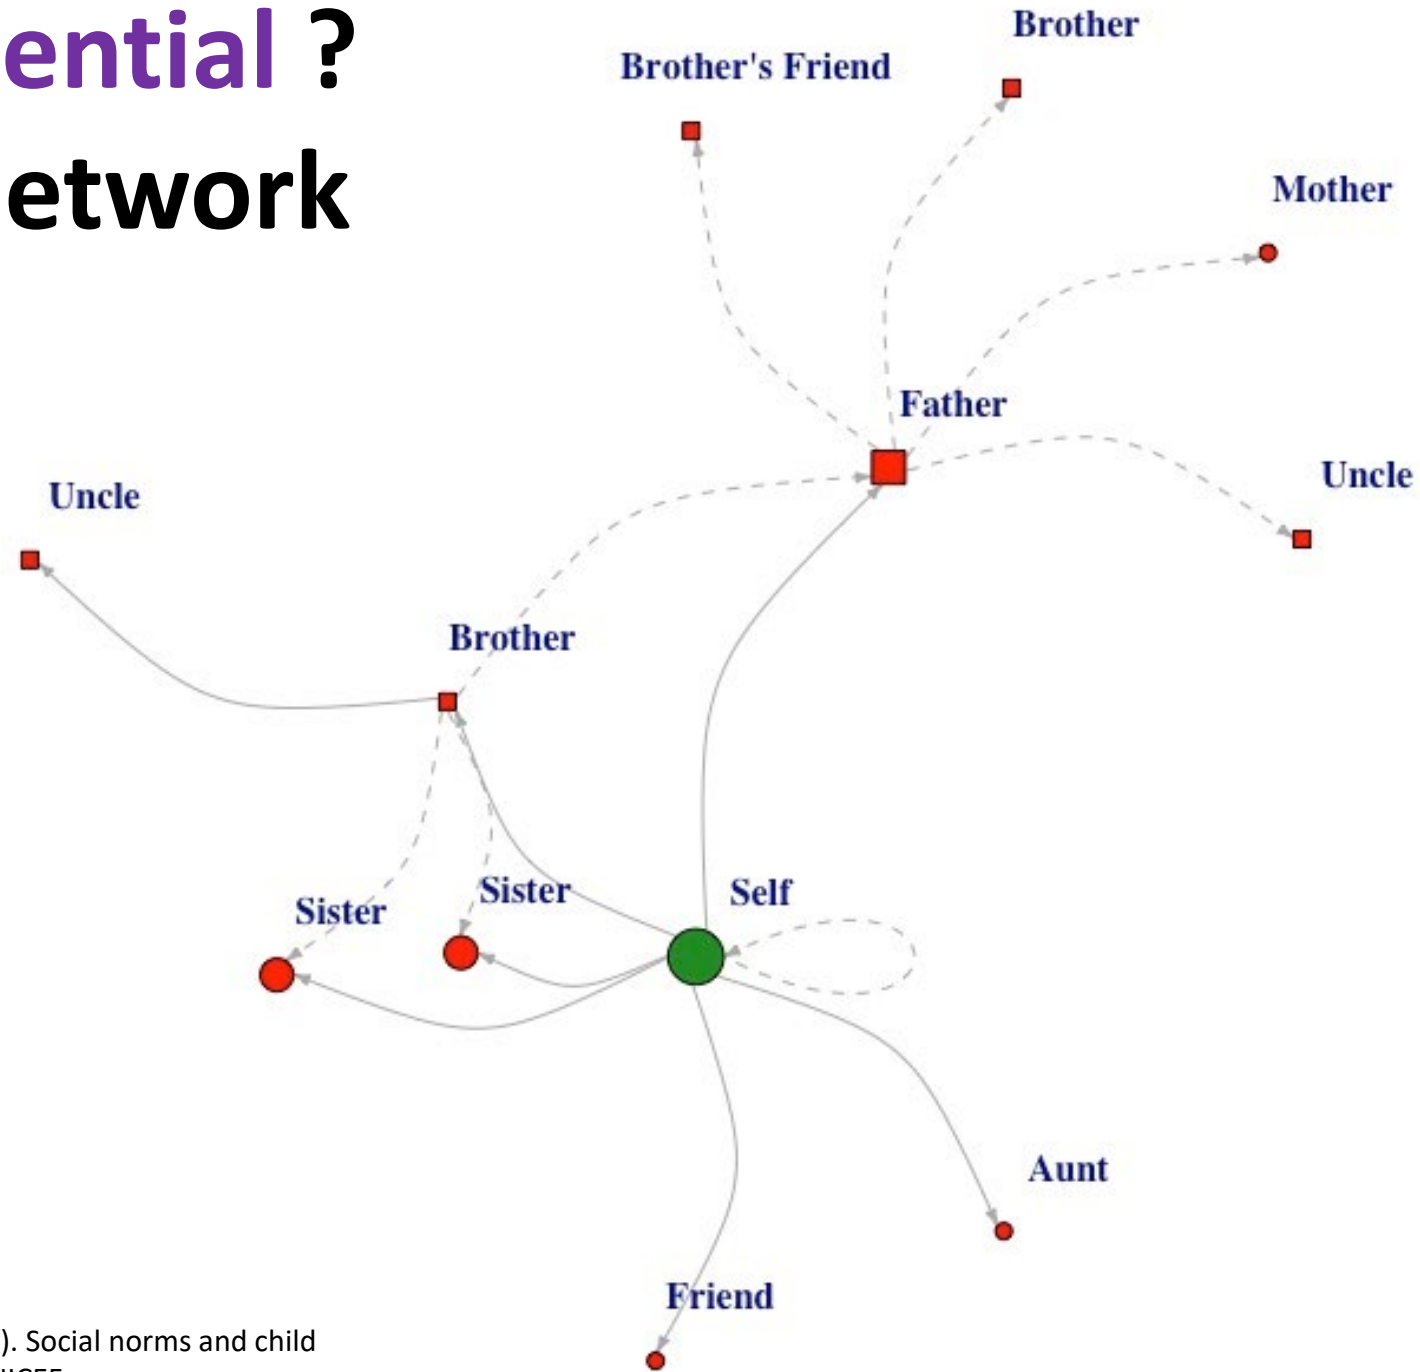 ential ?
etwork
Brother
Brother's Friend
Mother
Father
Uncle
Uncle
Brother
Sister
Self
Sister
Aunt
Friend
). Social norms and child